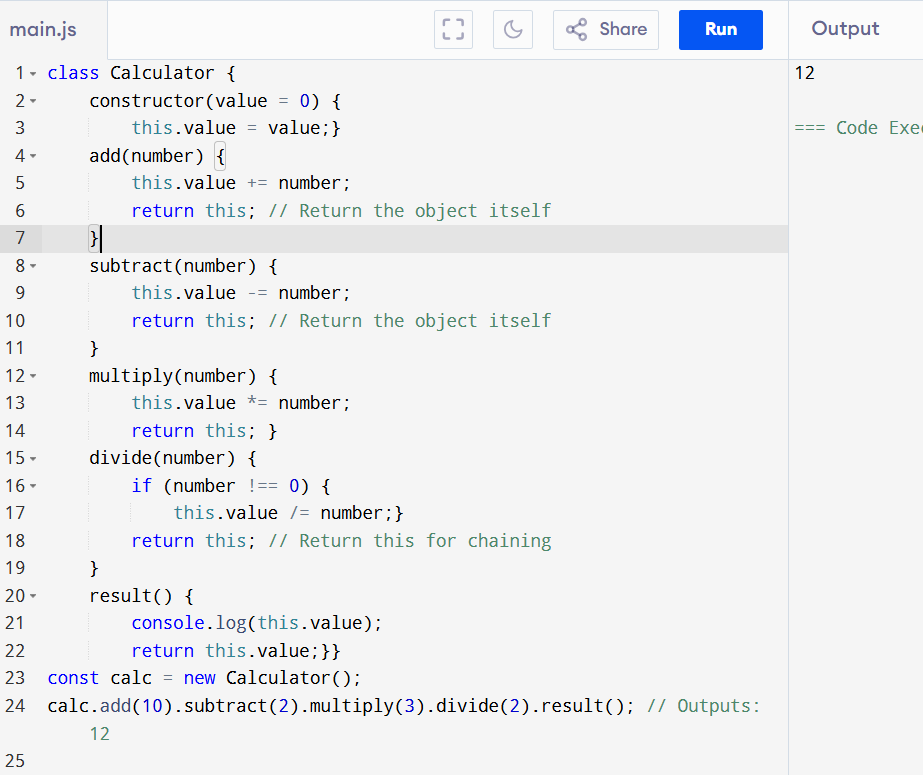 main.js
Share
Run
Output
1 class Calculator {
2     constructor(value = 0) {
3         this.value = value;}
4     add(number) {
5         this.value += number;
6         return this; // Return the object itself
7     }
8     subtract(number) {
9         this.value -= number;
10         return this; // Return the object itself
11     }
12     multiply(number) {
13         this.value *= number;
14         return this; }
15     divide(number) {
16         if (number !== 0) {
17             this.value /= number;}
18         return this; // Return this for chaining
19     }
20     result() {
21         console.log(this.value);
22         return this.value;}}
23 const calc = new Calculator();
24 calc.add(10).subtract(2).multiply(3).divide(2).result(); // Outputs:
12
25
12
=== Code Exe